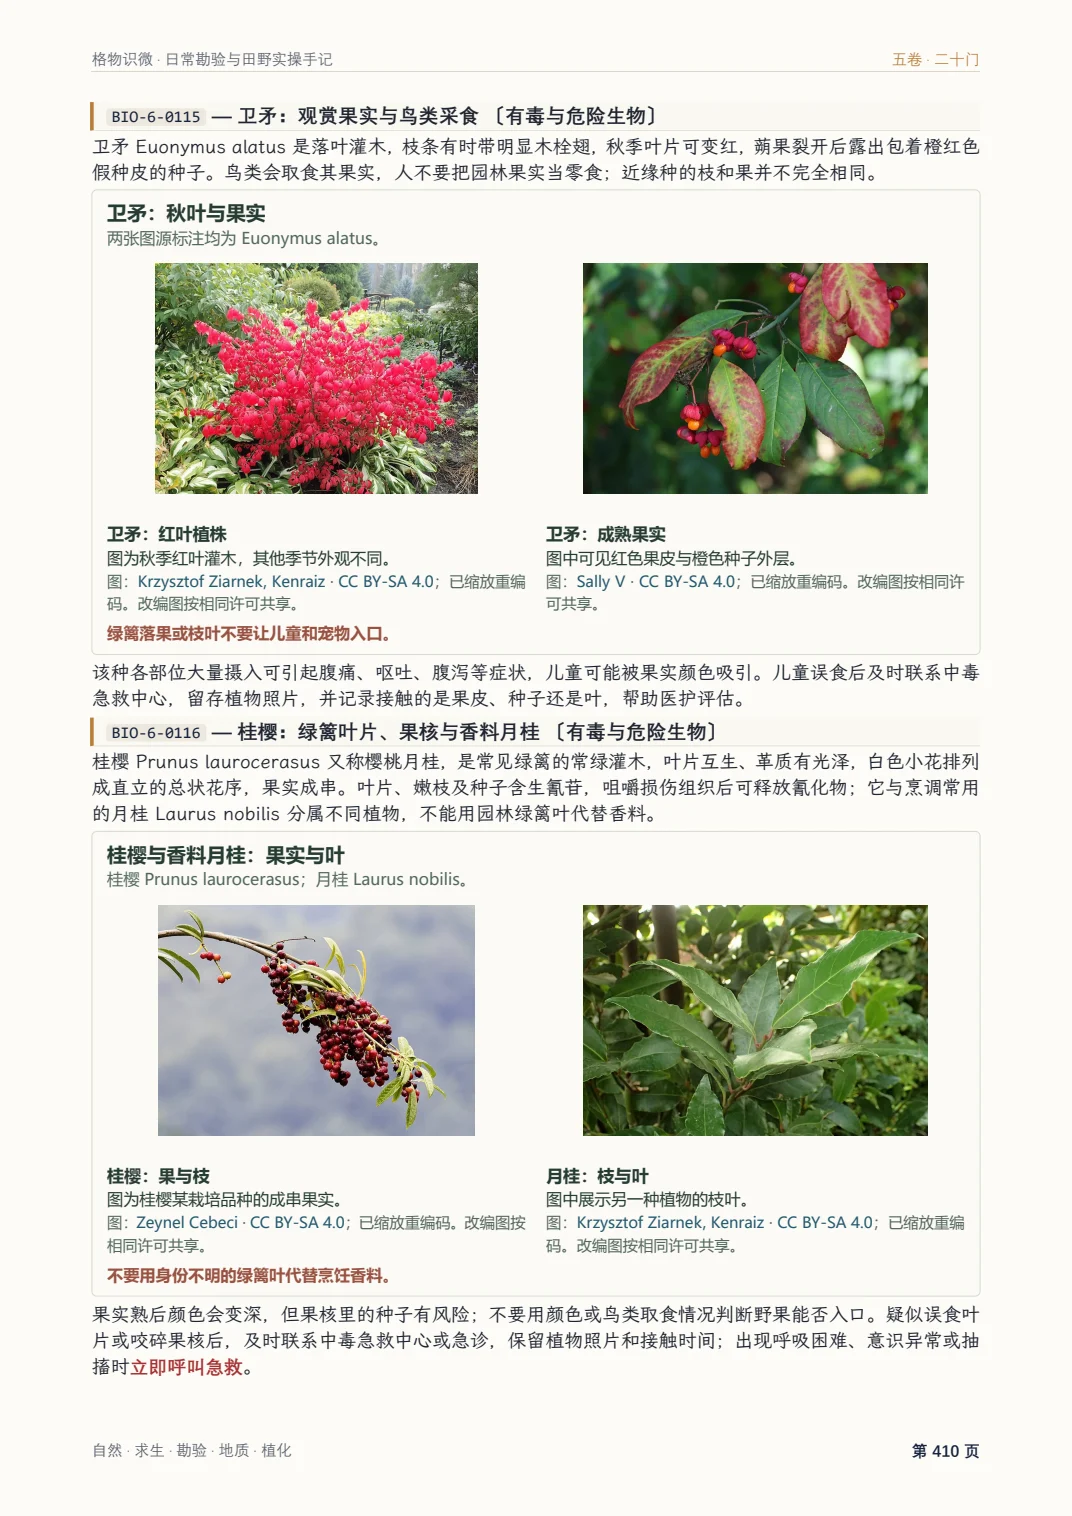 格物识微 · 日常勘验与田野实操手记
五卷 · 二十门
BIO-6-0115 — 卫矛：观赏果实与鸟类采食 〔有毒与危险生物〕
卫矛 Euonymus alatus 是落叶灌木，枝条有时带明显木栓翅，秋季叶片可变红，蒴果裂开后露出包着橙红色
假种皮的种子。鸟类会取食其果实，人不要把园林果实当零食；近缘种的枝和果并不完全相同。
卫矛：秋叶与果实
两张图源标注均为 Euonymus alatus。
卫矛：红叶植株
图为秋季红叶灌木，其他季节外观不同。
图：Krzysztof Ziarnek, Kenraiz · CC BY-SA 4.0；已缩放重编
码。改编图按相同许可共享。
卫矛：成熟果实
图中可见红色果皮与橙色种子外层。
图：Sally V · CC BY-SA 4.0；已缩放重编码。改编图按相同许
可共享。
绿篱落果或枝叶不要让儿童和宠物入口。
该种各部位大量摄入可引起腹痛、呕吐、腹泻等症状，儿童可能被果实颜色吸引。儿童误食后及时联系中毒
急救中心，留存植物照片，并记录接触的是果皮、种子还是叶，帮助医护评估。
BIO-6-0116 — 桂樱：绿篱叶片、果核与香料月桂 〔有毒与危险生物〕
桂樱 Prunus laurocerasus 又称樱桃月桂，是常见绿篱的常绿灌木，叶片互生、革质有光泽，白色小花排列
成直立的总状花序，果实成串。叶片、嫩枝及种子含生氰苷，咀嚼损伤组织后可释放氰化物；它与烹调常用
的月桂 Laurus nobilis 分属不同植物，不能用园林绿篱叶代替香料。
桂樱与香料月桂：果实与叶
桂樱 Prunus laurocerasus；月桂 Laurus nobilis。
桂樱：果与枝
图为桂樱某栽培品种的成串果实。
图：Zeynel Cebeci · CC BY-SA 4.0；已缩放重编码。改编图按
相同许可共享。
月桂：枝与叶
图中展示另一种植物的枝叶。
图：Krzysztof Ziarnek, Kenraiz · CC BY-SA 4.0；已缩放重编
码。改编图按相同许可共享。
不要用身份不明的绿篱叶代替烹饪香料。
果实熟后颜色会变深，但果核里的种子有风险；不要用颜色或鸟类取食情况判断野果能否入口。疑似误食叶
片或咬碎果核后，及时联系中毒急救中心或急诊，保留植物照片和接触时间；出现呼吸困难、意识异常或抽
搐时立即呼叫急救。
自然 · 求生 · 勘验 · 地质 · 植化
第 410 页